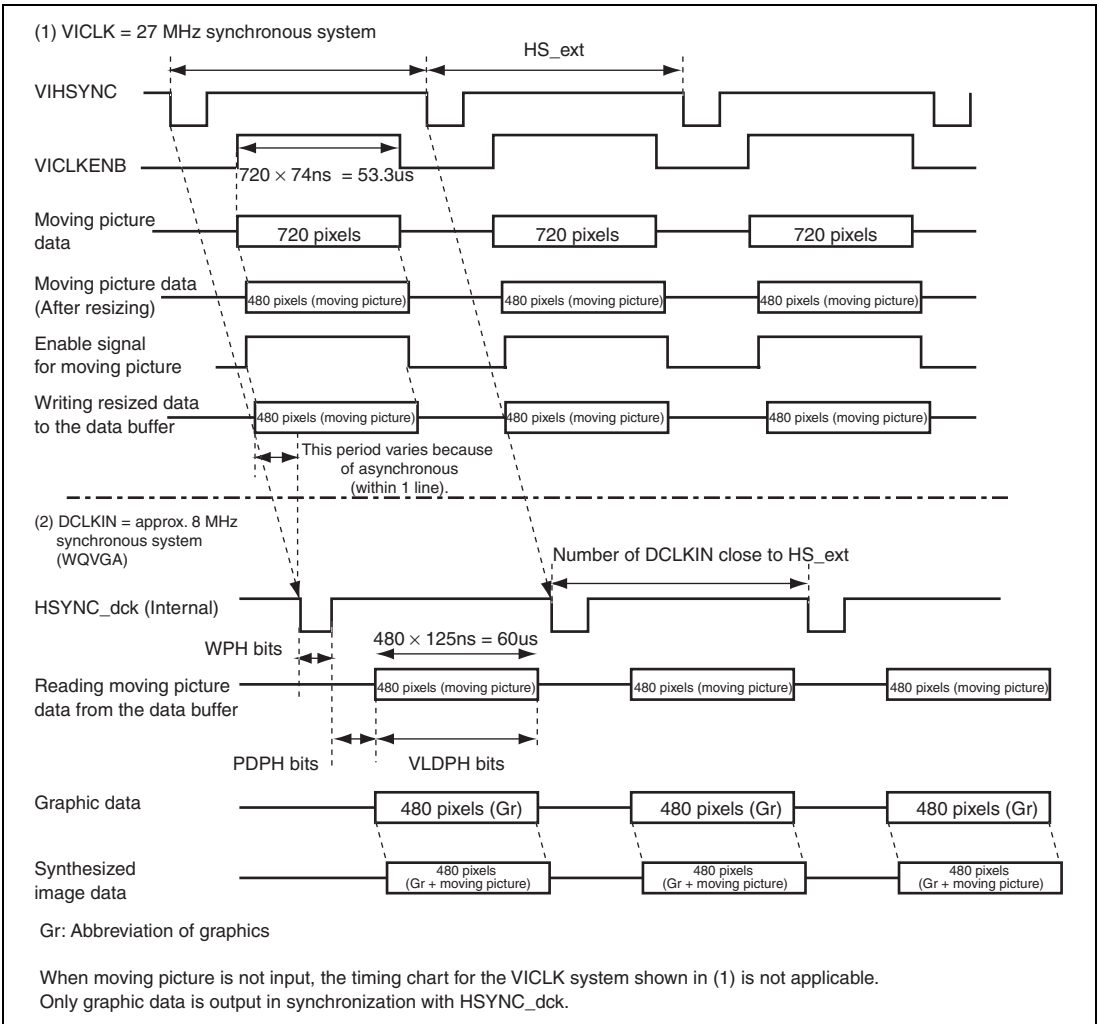 (1) VICLK = 27 MHz synchronous system
HS_ext
VIHSYNC
VICLKENB
720 × 74ns = 53.3us
Moving picture
data
720 pixels
720 pixels
720 pixels
Moving picture data
(After resizing)
480 pixels (moving picture)
480 pixels (moving picture)
480 pixels (moving picture)
Enable signal
for moving picture
Writing resized data
to the data buffer
480 pixels (moving picture)
480 pixels (moving picture)
480 pixels (moving picture)
This period varies because
of asynchronous
(within 1 line).
(2) DCLKIN = approx. 8 MHz
synchronous system
(WQVGA)
Number of DCLKIN close to HS_ext
HSYNC_dck (Internal)
WPH bits
480 × 125ns = 60us
Reading moving picture
data from the data buffer
480 pixels (moving picture)
480 pixels (moving picture)
480 pixels (moving picture)
PDPH bits
VLDPH bits
Graphic data
480 pixels (Gr)
480 pixels (Gr)
480 pixels (Gr)
Synthesized
image data
480 pixels
(Gr + moving picture)
480 pixels
(Gr + moving picture)
480 pixels
(Gr + moving picture)
Gr: Abbreviation of graphics
When moving picture is not input, the timing chart for the VICLK system shown in (1) is not applicable.
Only graphic data is output in synchronization with HSYNC_dck.